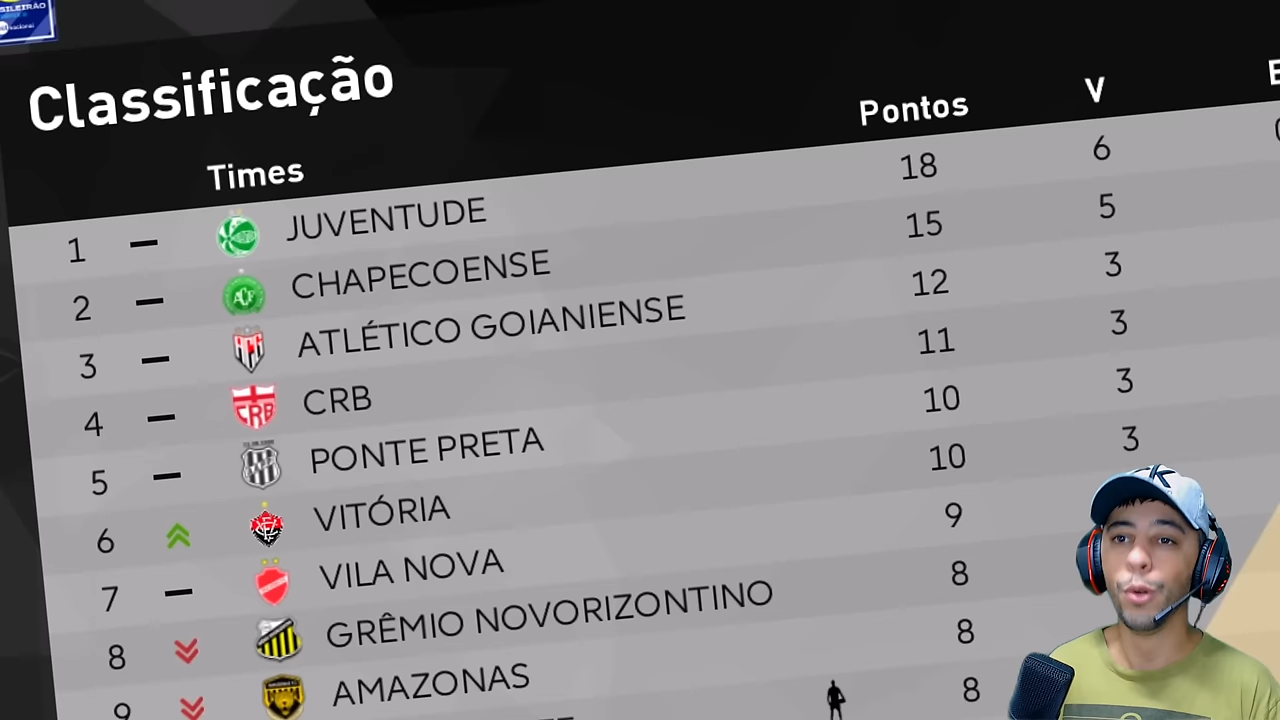 Classificação
Times Pontos V
1 JUVENTUDE 18 6
2 CHAPECOENSE 15 5
3 ATLÉTICO GOIANIENSE 12 3
4 CRB 11 3
5 PONTE PRETA 10 3
6 VITÓRIA 10 3
7 VILA NOVA 9
8 GRÊMIO NOVORIZONTINO 8
9 AMAZONAS 8
8